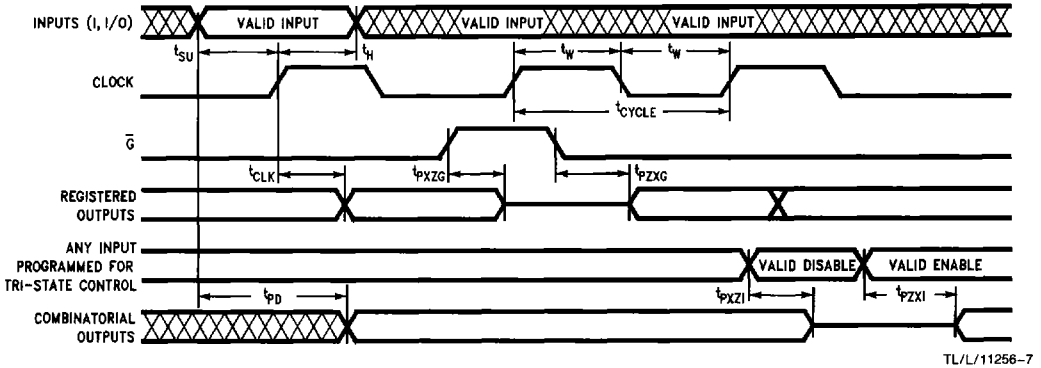 INPUTS (I, I/O)
VALID INPUT VALID INPUT VALID INPUT
tSU tH tW tW
CLOCK
tCYCLE
G̅
tCLK tPXZG tPZXG
REGISTERED
OUTPUTS
ANY INPUT
PROGRAMMED FOR
TRI-STATE CONTROL
VALID DISABLE VALID ENABLE
tPD tPXZI tPZXI
COMBINATORIAL
OUTPUTS
TL/L/11256-7